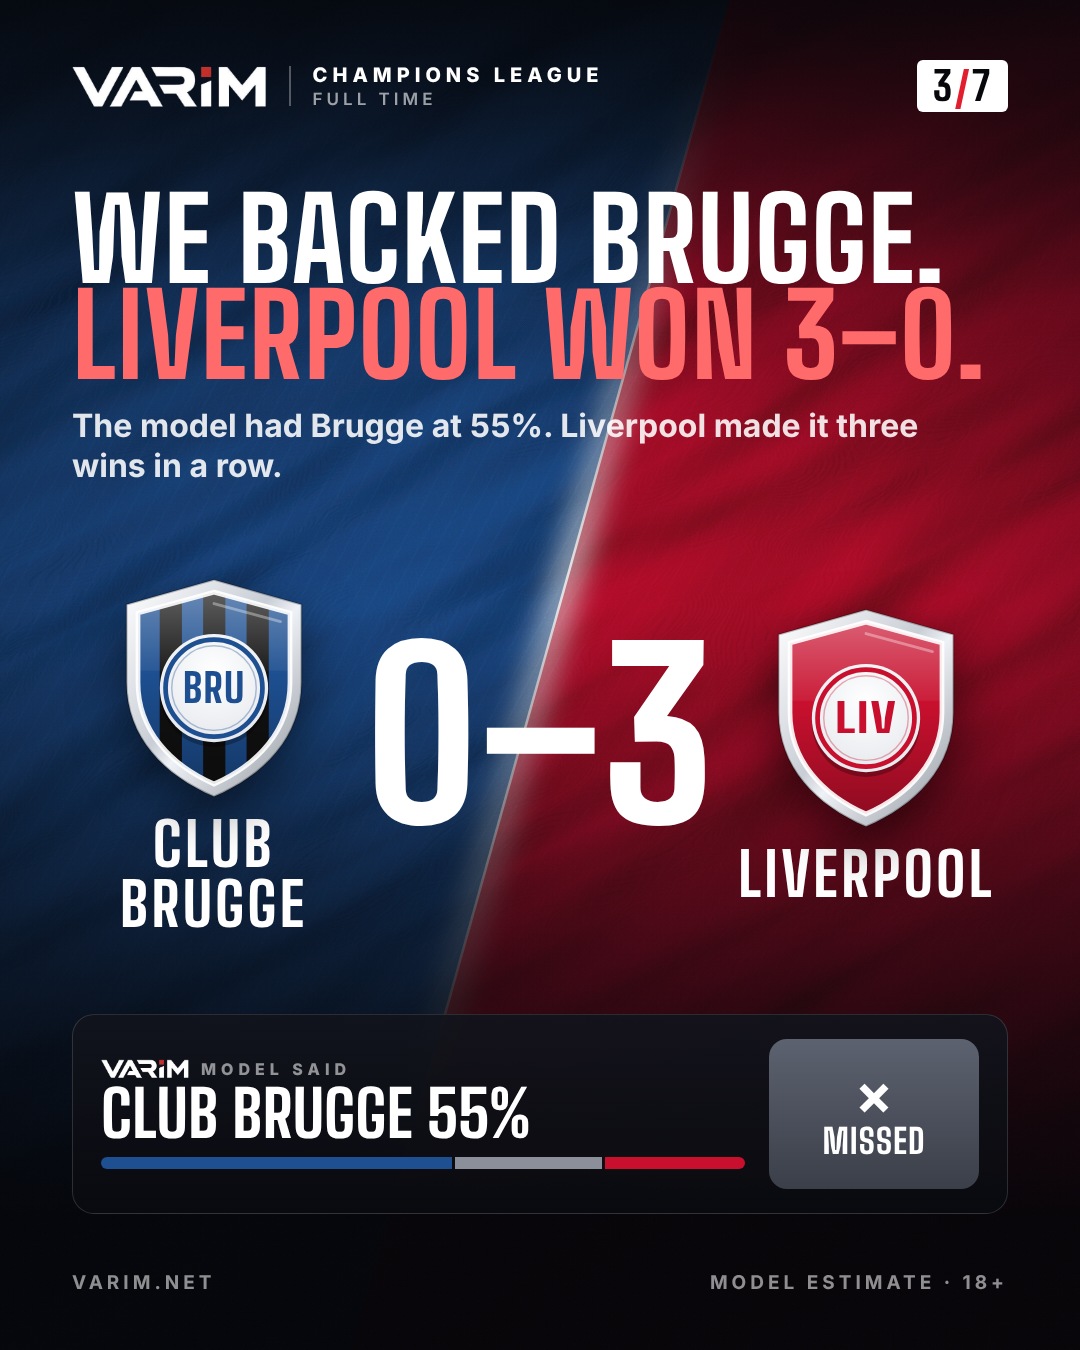 VARIM
CHAMPIONS LEAGUE
FULL TIME
3/7
WE BACKED BRUGGE.
LIVERPOOL WON 3–0.
The model had Brugge at 55%. Liverpool made it three
wins in a row.
BRU
CLUB
BRUGGE
0–3
LIV
LIVERPOOL
VARIM MODEL SAID
CLUB BRUGGE 55%
× MISSED
VARIM.NET
MODEL ESTIMATE · 18+